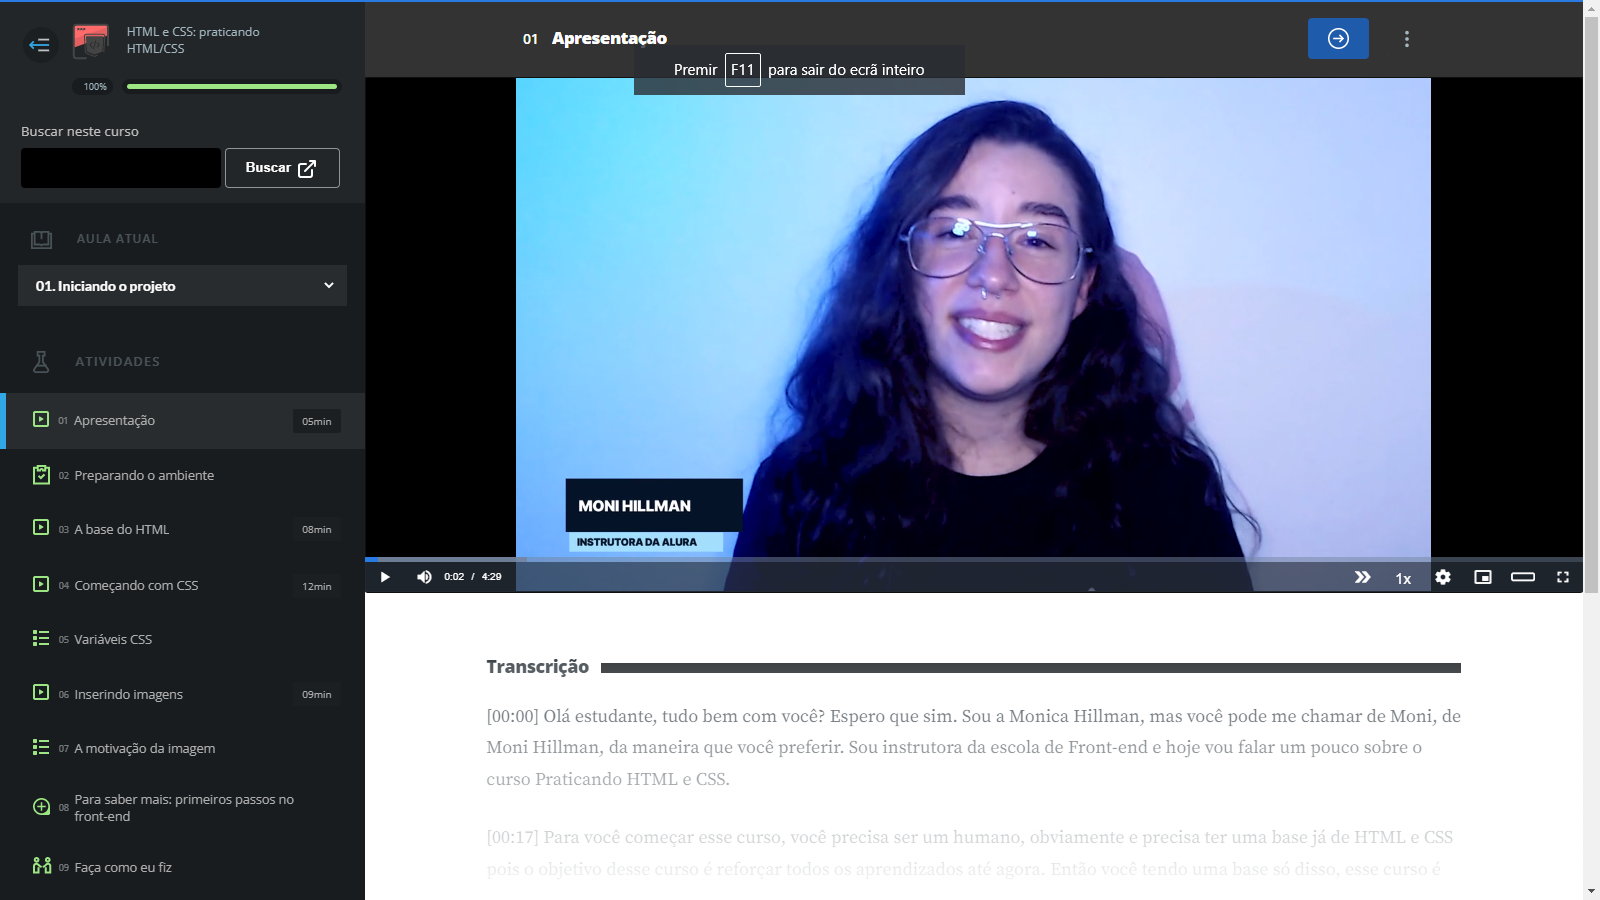 HTML e CSS: praticando
HTML/CSS
100%
Buscar neste curso
Buscar
AULA ATUAL
01. Iniciando o projeto
ATIVIDADES
01 Apresentação 05min
02 Preparando o ambiente
03 A base do HTML 08min
04 Começando com CSS 12min
05 Variáveis CSS
06 Inserindo imagens 09min
07 A motivação da imagem
08 Para saber mais: primeiros passos no
front-end
09 Faça como eu fiz
01 Apresentação
Premir F11 para sair do ecrã inteiro
MONI HILLMAN
INSTRUTORA DA ALURA
0:02 / 4:29
1x
Transcrição
[00:00] Olá estudante, tudo bem com você? Espero que sim. Sou a Monica Hillman, mas você pode me chamar de Moni, de
Moni Hillman, da maneira que você preferir. Sou instrutora da escola de Front-end e hoje vou falar um pouco sobre o
curso Praticando HTML e CSS.
[00:17] Para você começar esse curso, você precisa ser um humano, obviamente e precisa ter uma base já de HTML e CSS
pois o objetivo desse curso é reforçar todos os aprendizados até agora. Então você tendo uma base só disso, esse curso é